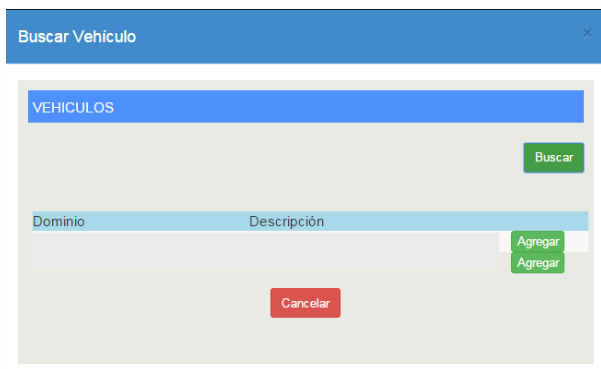 Buscar Vehículo
×
VEHICULOS
Buscar
Dominio Descripción
Agregar
Agregar
Cancelar